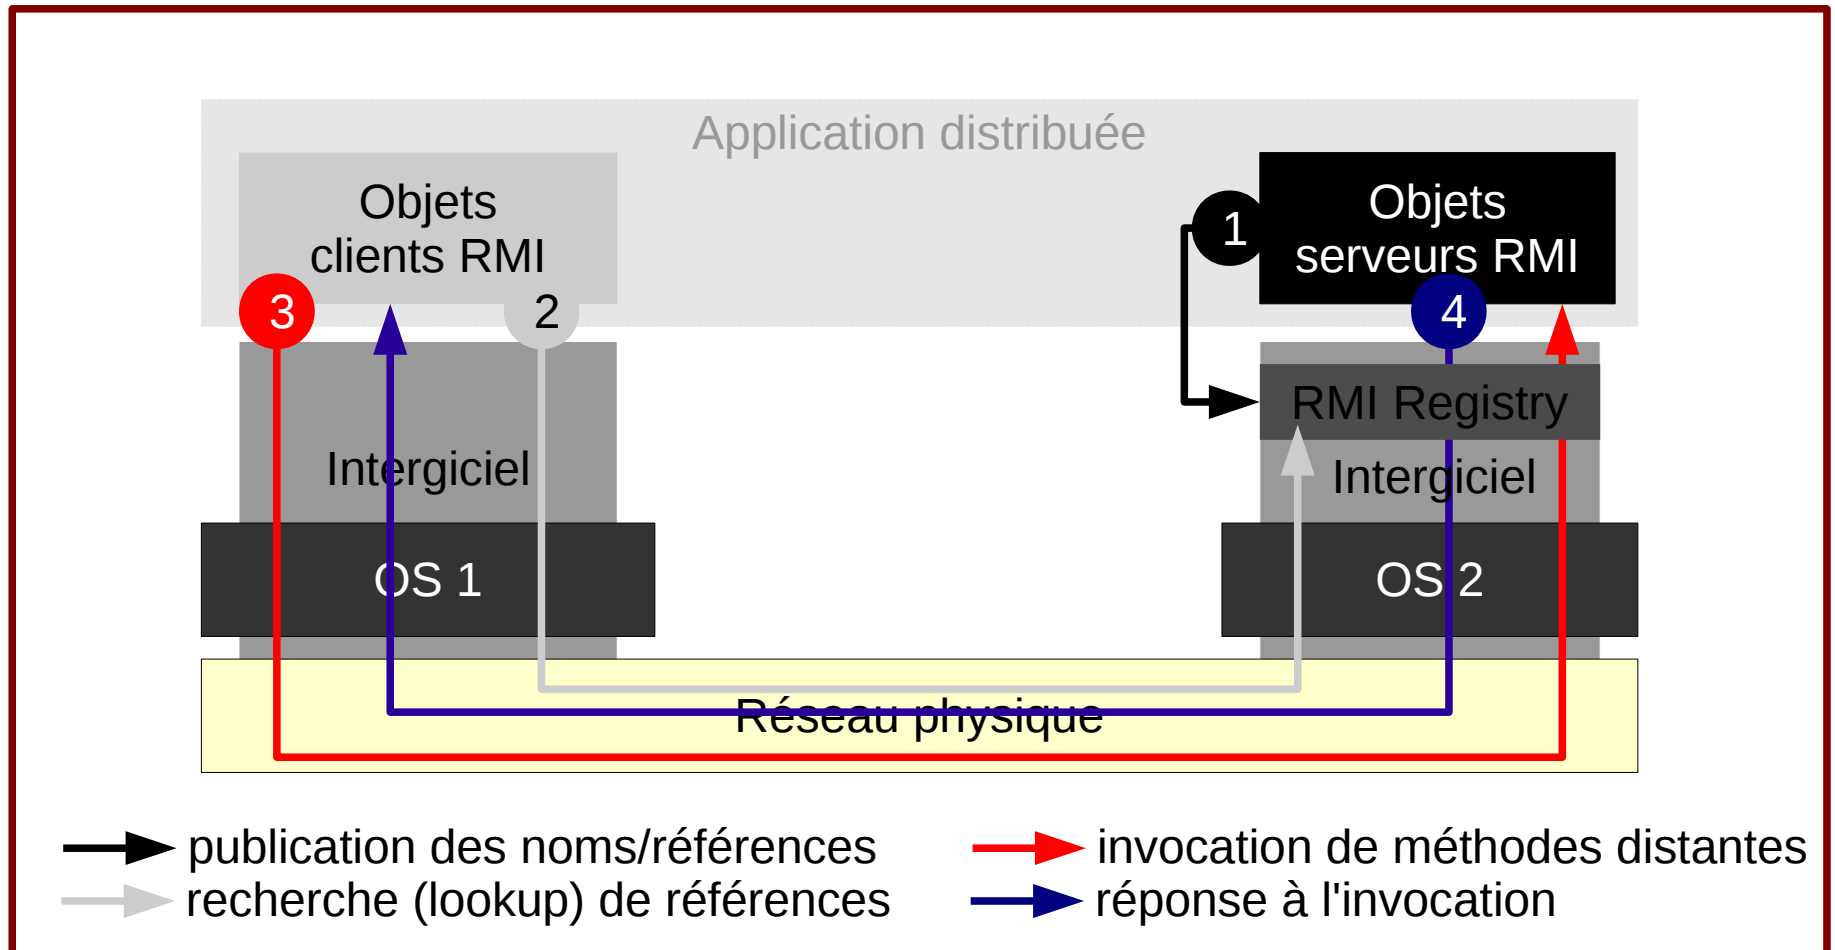 Application distribuée
Objets
clients RMI
Objets
serveurs RMI
1
3
2
4
RMI Registry
Intergiciel
Intergiciel
OS 1
OS 2
Réseau physique
publication des noms/références
invocation de méthodes distantes
recherche (lookup) de références
réponse à l'invocation